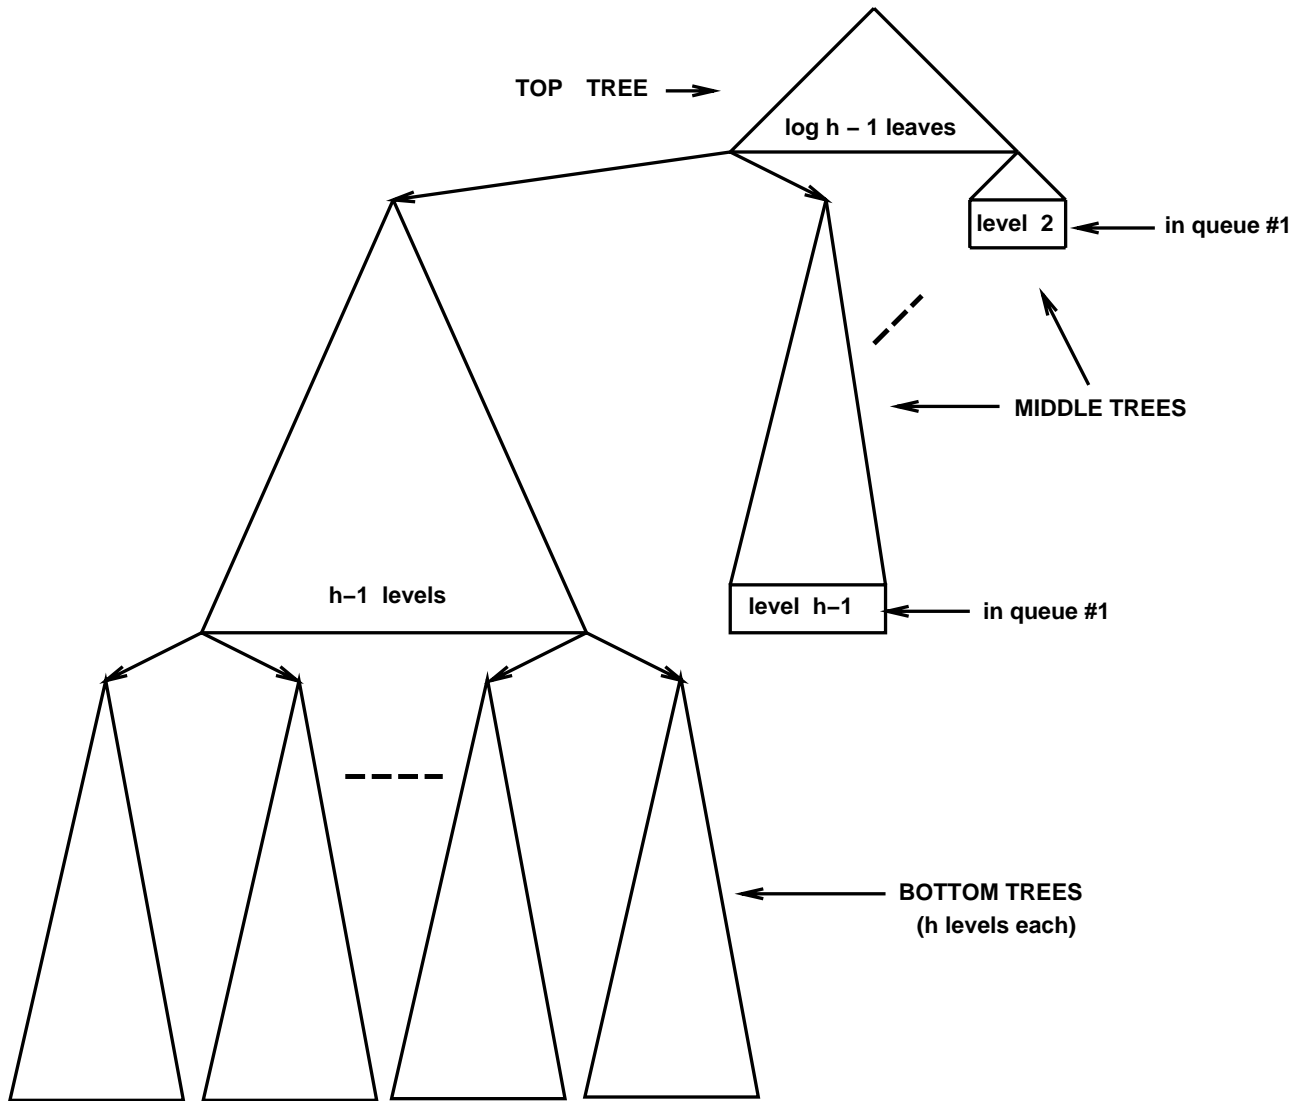 TOP TREE
log h − 1 leaves
level 2
in queue #1
MIDDLE TREES
h−1 levels
level h−1
in queue #1
BOTTOM TREES
(h levels each)